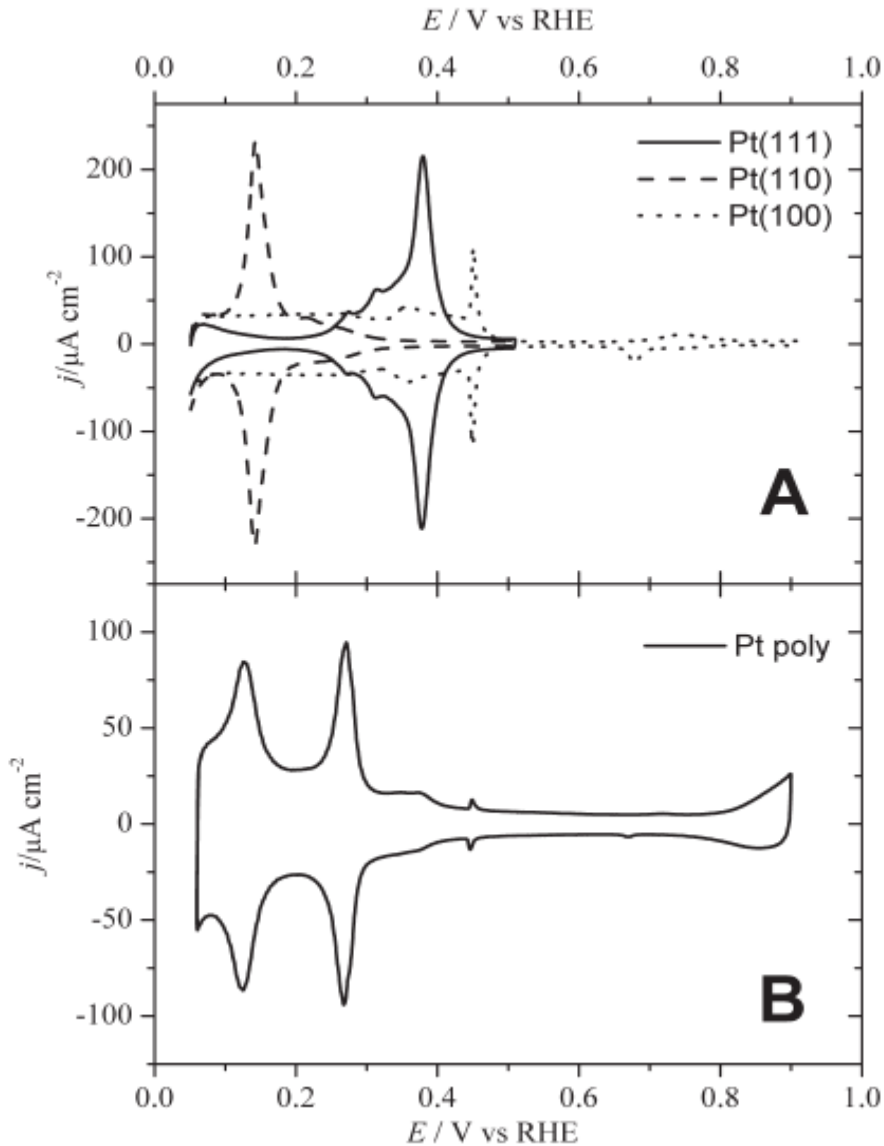 E / V vs RHE
0.0 0.2 0.4 0.6 0.8 1.0
Pt(111)
Pt(110)
Pt(100)
200
100
0
-100
-200
j/μA cm-2
A
Pt poly
100
50
0
-50
-100
j/μA cm-2
B
0.0 0.2 0.4 0.6 0.8 1.0
E / V vs RHE